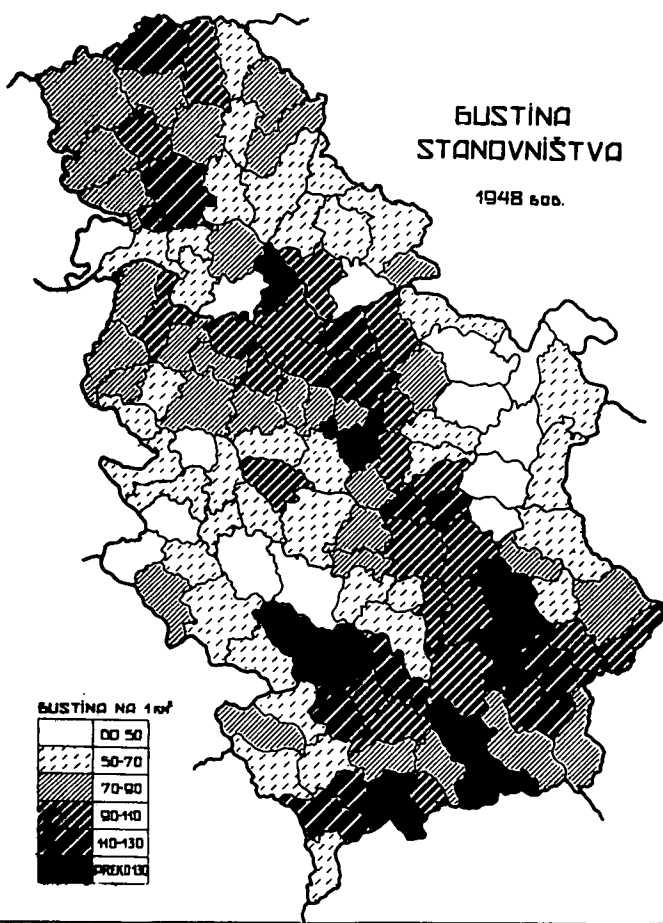 GUSTINA
STANOVNIŠTVA
1948 GOD.
GUSTINA NA 1 KM²
DO 50
50-70
70-90
90-110
110-130
PREKO 130